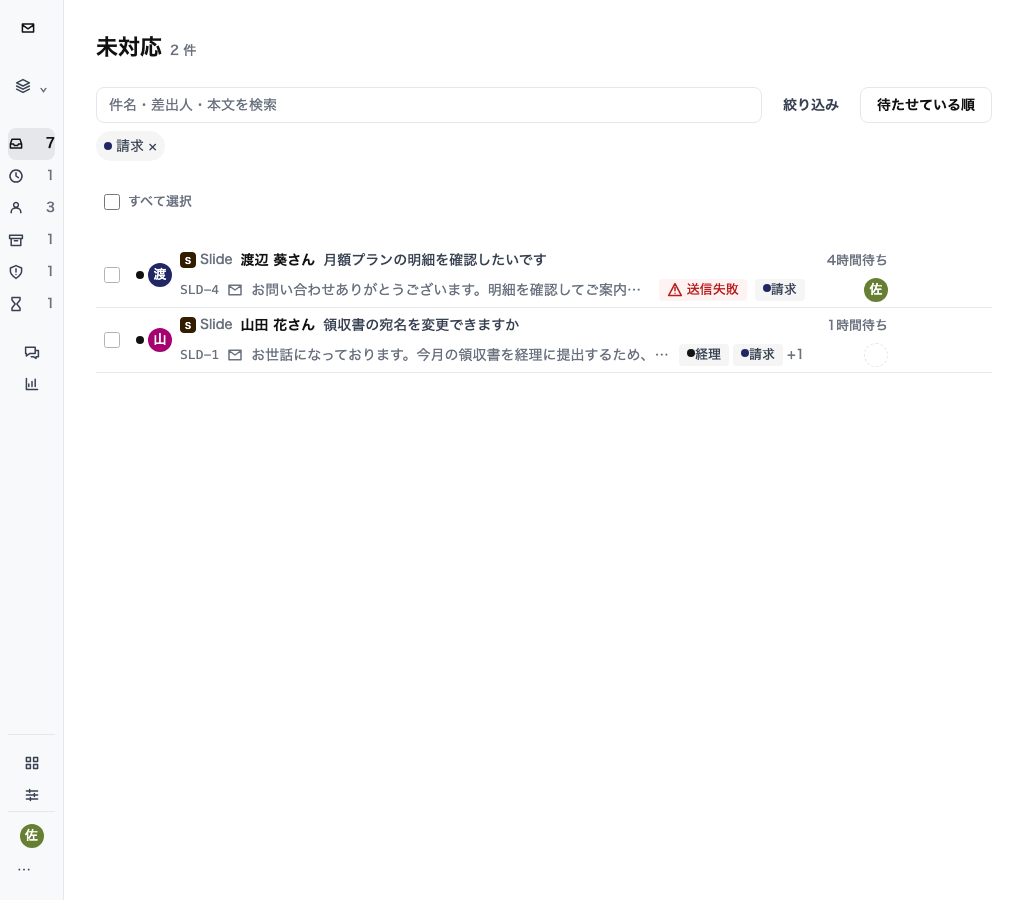 未対応 2 件
件名・差出人・本文を検索
絞り込み
待たせている順
請求 ×
すべて選択
7
1
3
1
1
1
渡
S Slide 渡辺 葵さん 月額プランの明細を確認したいです
4時間待ち
SLD-4 お問い合わせありがとうございます。明細を確認してご案内…
送信失敗
請求
佐
山
S Slide 山田 花さん 領収書の宛名を変更できますか
1時間待ち
SLD-1 お世話になっております。今月の領収書を経理に提出するため、…
経理
請求
+1
佐
…